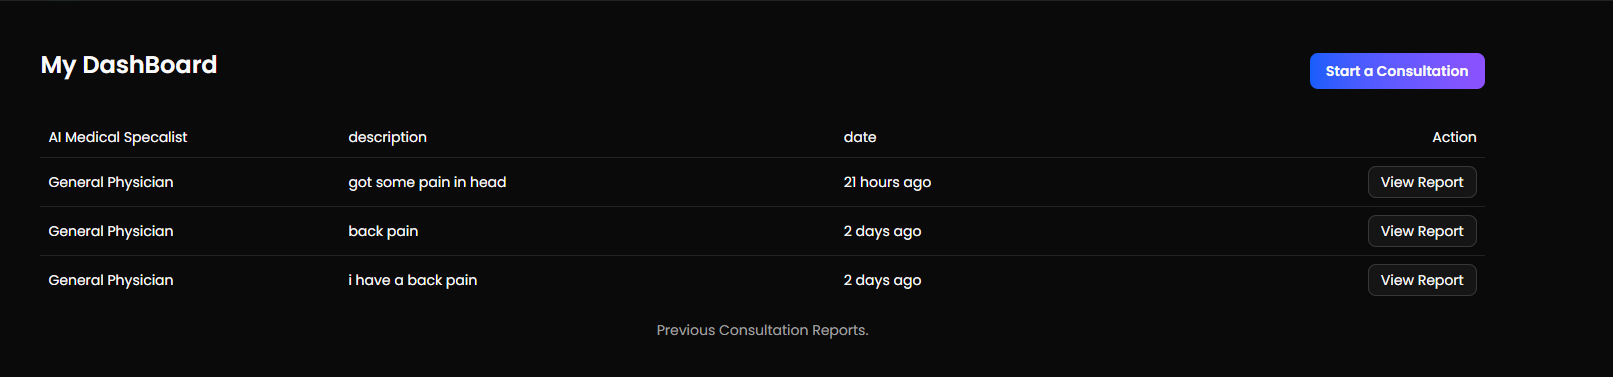 My DashBoard
Start a Consultation
AI Medical Specalist description date Action
General Physician got some pain in head 21 hours ago View Report
General Physician back pain 2 days ago View Report
General Physician i have a back pain 2 days ago View Report
Previous Consultation Reports.